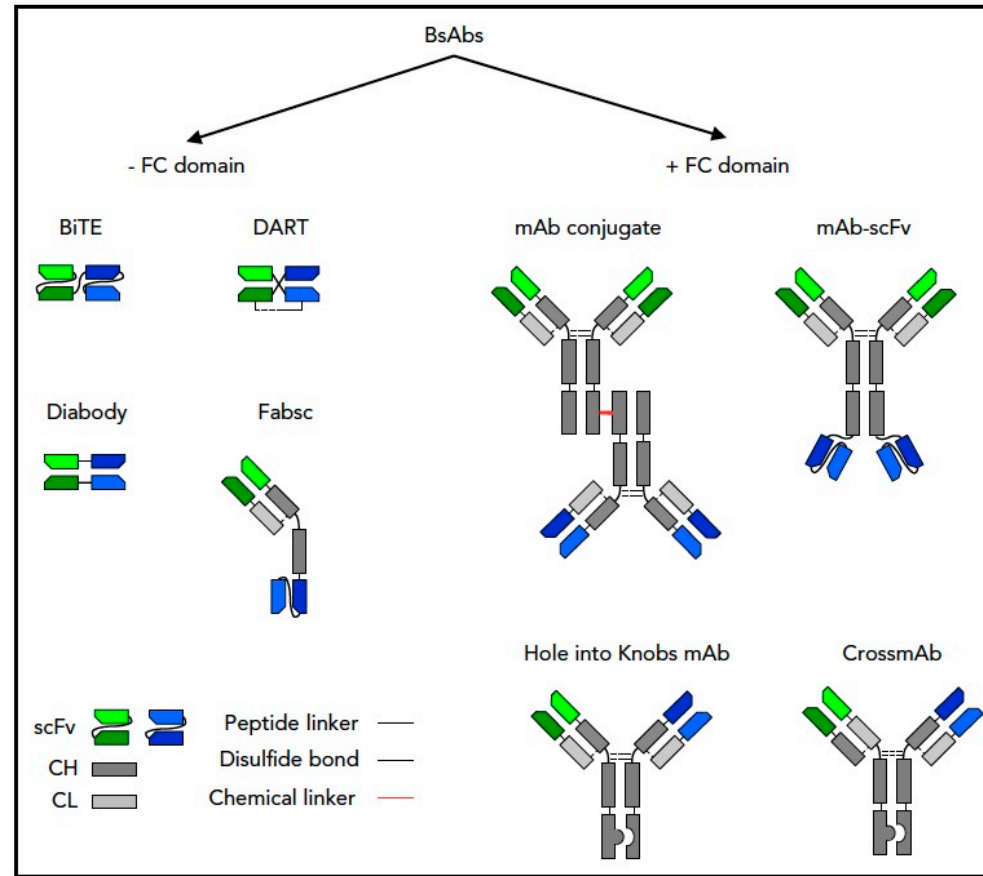 BsAbs
- FC domain
+ FC domain
BiTE
DART
mAb conjugate
mAb-scFv
Diabody
Fabsc
Hole into Knobs mAb
CrossmAb
scFv
CH
CL
Peptide linker
Disulfide bond
Chemical linker